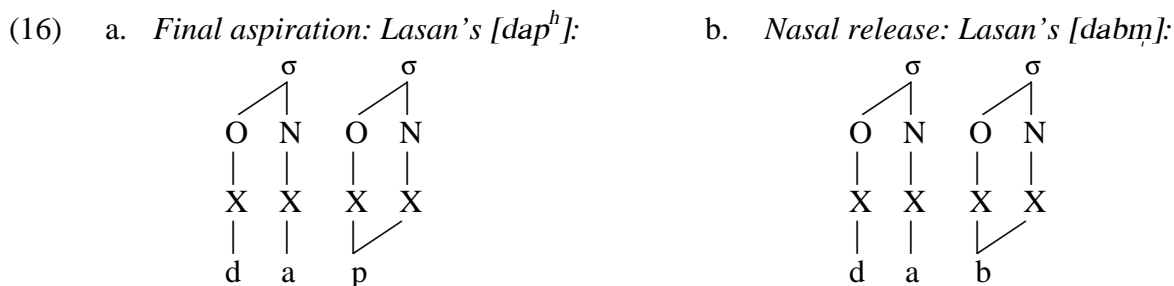 (16) a. Final aspiration: Lasan’s [dapʰ]: b. Nasal release: Lasan’s [dabm̩]:
σ σ σ σ
O N O N O N O N
X X X X X X X X
d a p d a b